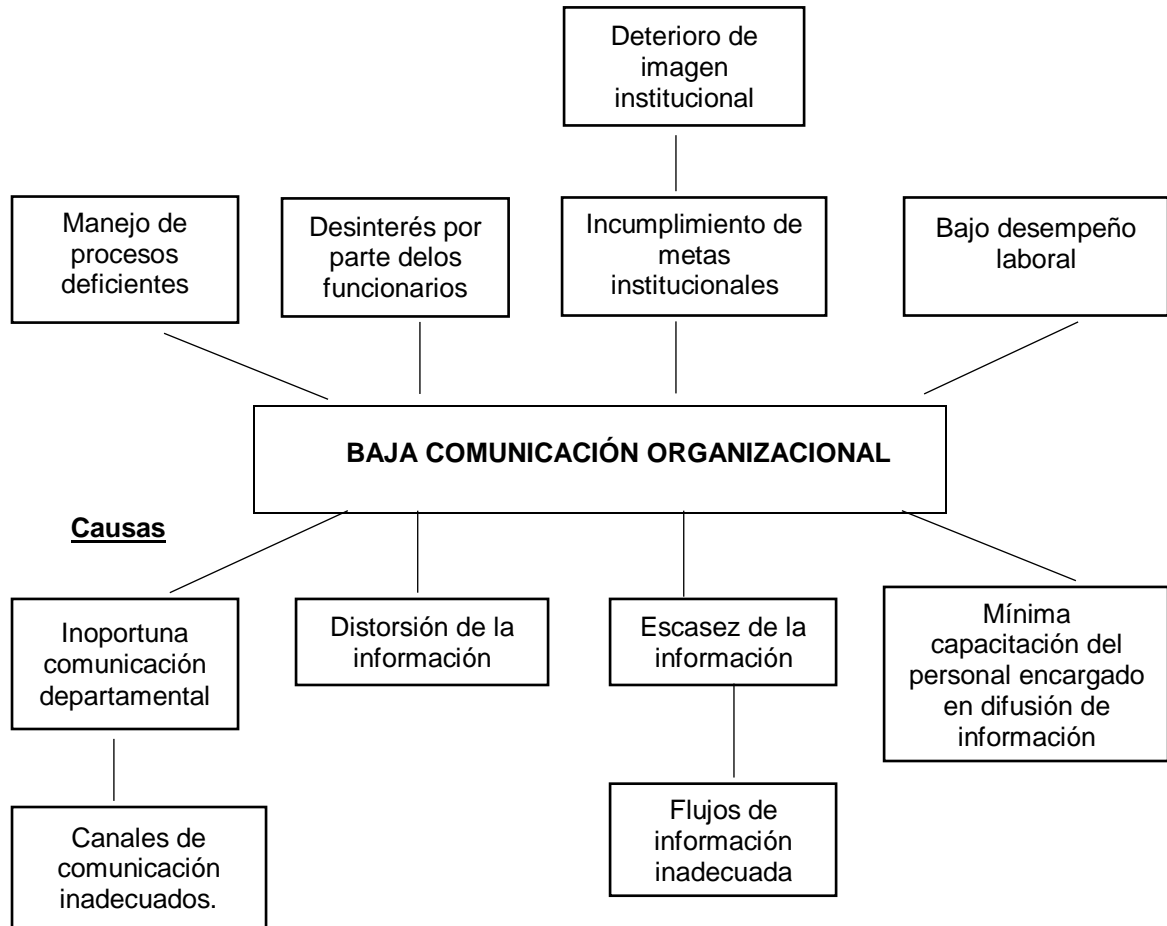 Deterioro de
imagen
institucional
Manejo de
procesos
deficientes
Desinterés por
parte delos
funcionarios
Incumplimiento de
metas
institucionales
Bajo desempeño
laboral
BAJA COMUNICACIÓN ORGANIZACIONAL
Causas
Inoportuna
comunicación
departamental
Distorsión de la
información
Escasez de la
información
Mínima
capacitación del
personal encargado
en difusión de
información
Canales de
comunicación
inadecuados.
Flujos de
información
inadecuada